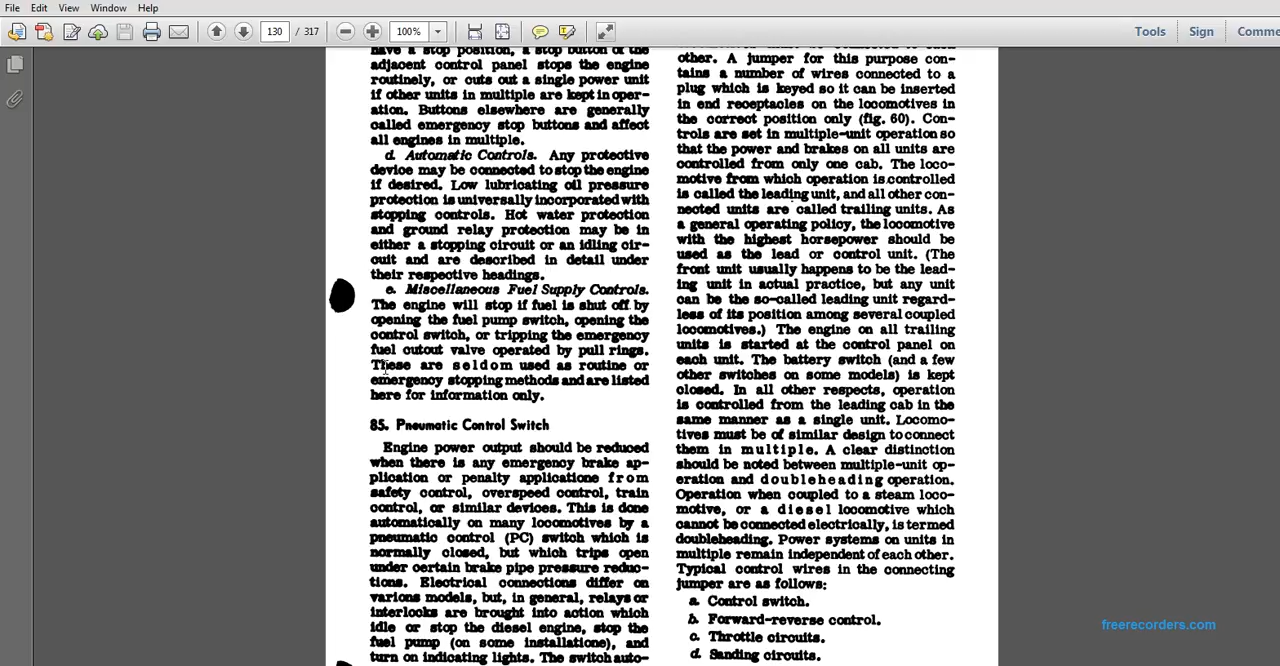 File Edit View Window Help
130 / 317 100% Tools Sign Comme
have a stop position, a stop button of the
adjacent control panel stops the engine
routinely, or cuts out a single power unit
if other units in multiple are kept in oper-
ation. Buttons elsewhere are generally
called emergency stop buttons and affect
all engines in multiple.
d. Automatic Controls. Any protective
device may be connected to stop the engine
if desired. Low lubricating oil pressure
protection is universally incorporated with
stopping controls. Hot water protection
and ground relay protection may be in
either a stopping circuit or an idling cir-
cuit and are described in detail under
their respective headings.
e. Miscellaneous Fuel Supply Controls.
The engine will stop if fuel is shut off by
opening the fuel pump switch, opening the
control switch, or tripping the emergency
fuel cutout valve operated by pull rings.
These are seldom used as routine or
emergency stopping methods and are listed
here for information only.
85. Pneumatic Control Switch
Engine power output should be reduced
when there is any emergency brake ap-
plication or penalty applications from
safety control, overspeed control, train
control, or similar devices. This is done
automatically on many locomotives by a
pneumatic control (PC) switch which is
normally closed, but which trips open
under certain brake pipe pressure reduc-
tions. Electrical connections differ on
various models, but, in general, relays or
interlocks are brought into action which
idle or stop the diesel engine, stop the
fuel pump (on some installations), and
turn on indicating lights. The switch auto-
other. A jumper for this purpose con-
tains a number of wires connected to a
plug which is keyed so it can be inserted
in end receptacles on the locomotives in
the correct position only (fig. 60). Con-
trols are set in multiple-unit operation so
that the power and brakes on all units are
controlled from only one cab. The loco-
motive from which operation is controlled
is called the leading unit, and all other con-
nected units are called trailing units. As
a general operating policy, the locomotive
with the highest horsepower should be
used as the lead or control unit. (The
front unit usually happens to be the lead-
ing unit in actual practice, but any unit
can be the so-called leading unit regard-
less of its position among several coupled
locomotives.) The engine on all trailing
units is started at the control panel on
each unit. The battery switch (and a few
other switches on some models) is kept
closed. In all other respects, operation
is controlled from the leading cab in the
same manner as a single unit. Locomo-
tives must be of similar design to connect
them in multiple. A clear distinction
should be noted between multiple-unit op-
eration and doubleheading operation.
Operation when coupled to a steam loco-
motive, or a diesel locomotive which
cannot be connected electrically, is termed
doubleheading. Power systems on units in
multiple remain independent of each other.
Typical control wires in the connecting
jumper are as follows:
a. Control switch.
b. Forward-reverse control.
c. Throttle circuits.
d. Sanding circuits.
freerecorders.com